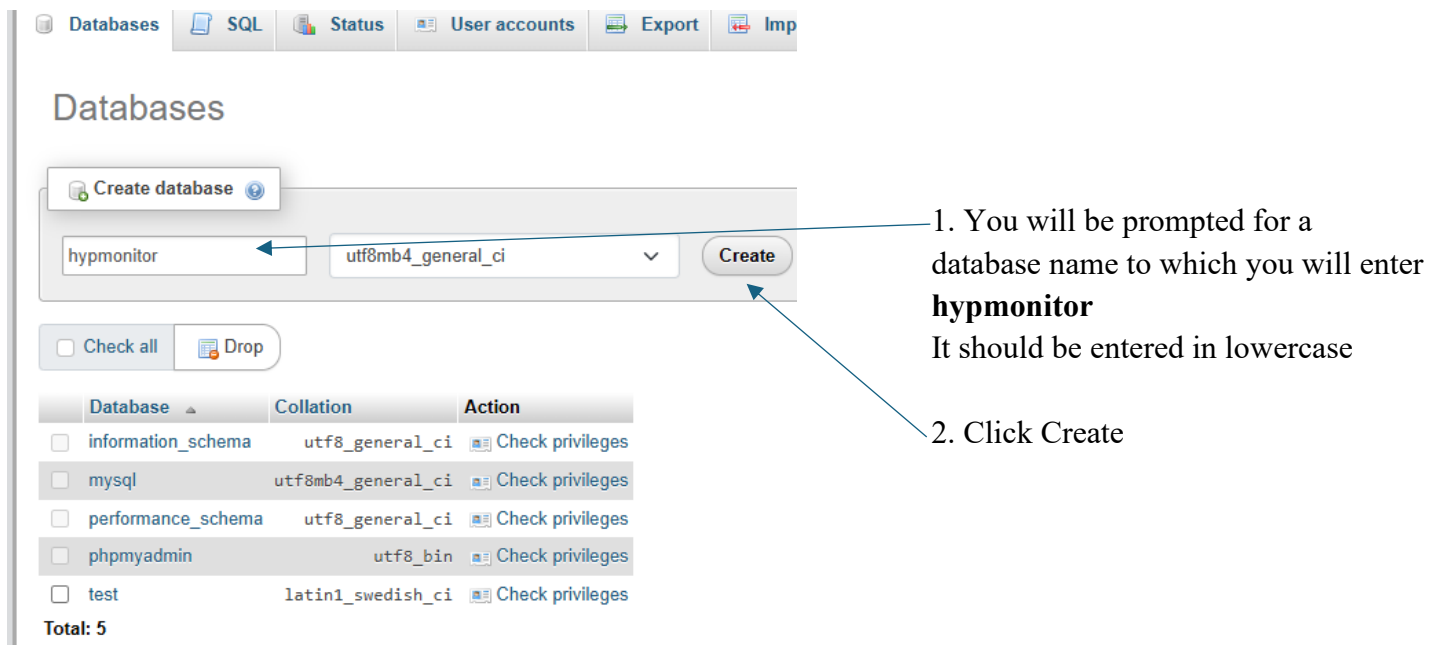 Databases SQL Status User accounts Export Imp
Databases
Create database
hypmonitor utf8mb4_general_ci Create
Check all Drop
Database Collation Action
information_schema utf8_general_ci Check privileges
mysql utf8mb4_general_ci Check privileges
performance_schema utf8_general_ci Check privileges
phpmyadmin utf8_bin Check privileges
test latin1_swedish_ci Check privileges
Total: 5
1. You will be prompted for a
database name to which you will enter
hypmonitor
It should be entered in lowercase
2. Click Create